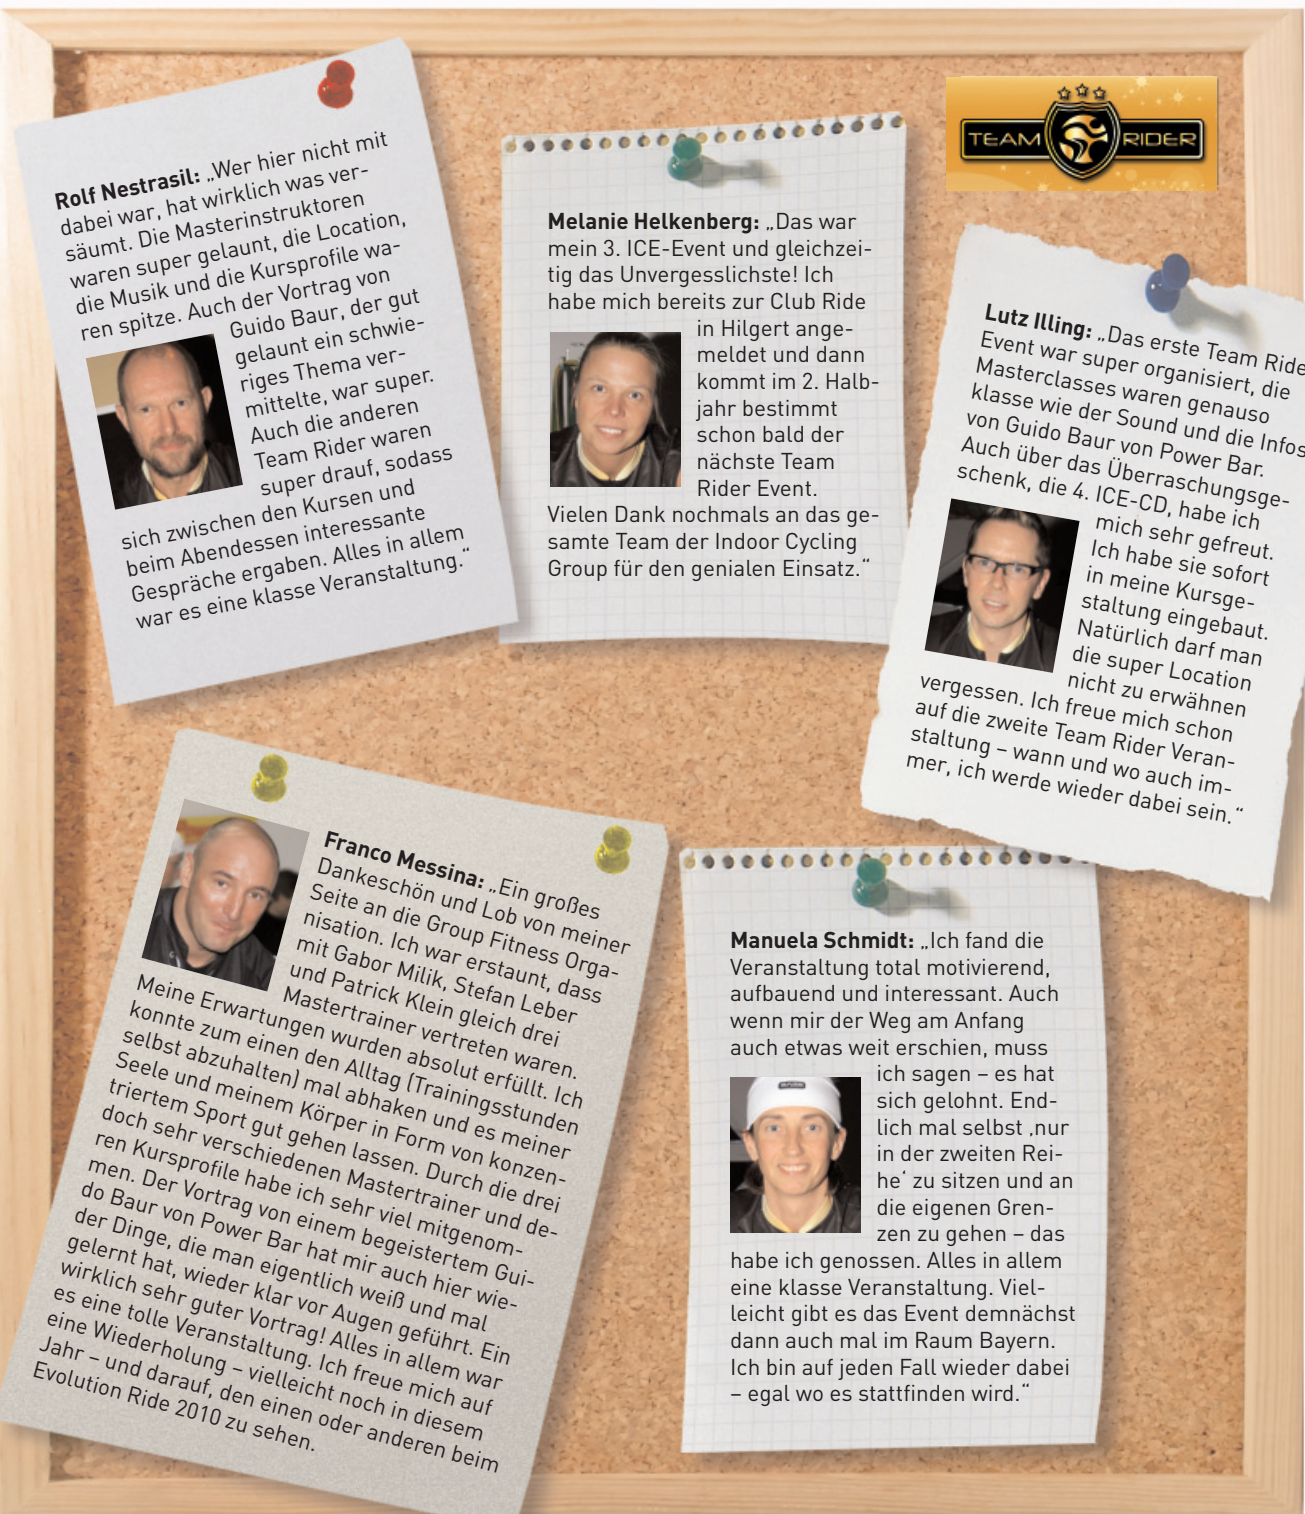 Rolf Nestrasil: „Wer hier nicht mit
dabei war, hat wirklich was ver-
säumt. Die Masterinstruktoren
waren super gelaunt, die Location,
die Musik und die Kursprofile wa-
ren spitze. Auch der Vortrag von
Guido Baur, der gut
gelaunt ein schwie-
riges Thema ver-
mittelte, war super.
Auch die anderen
Team Rider waren
super drauf, sodass
sich zwischen den Kursen und
beim Abendessen interessante
Gespräche ergaben. Alles in allem
war es eine klasse Veranstaltung.“
Melanie Helkenberg: „Das war
mein 3. ICE-Event und gleichzei-
tig das Unvergesslichste! Ich
habe mich bereits zur Club Ride
in Hilgert ange-
meldet und dann
kommt im 2. Halb-
jahr bestimmt
schon bald der
nächste Team
Rider Event.
Vielen Dank nochmals an das ge-
samte Team der Indoor Cycling
Group für den genialen Einsatz.“
TEAM RIDER
Lutz Illing: „Das erste Team Ride
Event war super organisiert, die
Masterclasses waren genauso
klasse wie der Sound und die Infos
von Guido Baur von Power Bar.
Auch über das Überraschungsge-
schenk, die 4. ICE-CD, habe ich
mich sehr gefreut.
Ich habe sie sofort
in meine Kursge-
staltung eingebaut.
Natürlich darf man
die super Location
nicht zu erwähnen
vergessen. Ich freue mich schon
auf die zweite Team Rider Veran-
staltung – wann und wo auch im-
mer, ich werde wieder dabei sein.“
Franco Messina: „Ein großes
Dankeschön und Lob von meiner
Seite an die Group Fitness Orga-
nisation. Ich war erstaunt, dass
mit Gabor Milik, Stefan Leber
und Patrick Klein gleich drei
Mastertrainer vertreten waren.
Meine Erwartungen wurden absolut erfüllt. Ich
konnte zum einen den Alltag (Trainingsstunden
selbst abzuhalten) mal abhaken und es meiner
Seele und meinem Körper in Form von konzen-
triertem Sport gut gehen lassen. Durch die drei
doch sehr verschiedenen Mastertrainer und de-
ren Kursprofile habe ich sehr viel mitgenom-
men. Der Vortrag von einem begeistertem Gui-
do Baur von Power Bar hat mir auch hier wie-
der Dinge, die man eigentlich weiß und mal
gelernt hat, wieder klar vor Augen geführt. Ein
wirklich sehr guter Vortrag! Alles in allem war
es eine tolle Veranstaltung. Ich freue mich auf
eine Wiederholung – vielleicht noch in diesem
Jahr – und darauf, den einen oder anderen beim
Evolution Ride 2010 zu sehen.
Manuela Schmidt: „Ich fand die
Veranstaltung total motivierend,
aufbauend und interessant. Auch
wenn mir der Weg am Anfang
auch etwas weit erschien, muss
ich sagen – es hat
sich gelohnt. End-
lich mal selbst ‚nur
in der zweiten Rei-
he‘ zu sitzen und an
die eigenen Gren-
zen zu gehen – das
habe ich genossen. Alles in allem
eine klasse Veranstaltung. Viel-
leicht gibt es das Event demnächst
dann auch mal im Raum Bayern.
Ich bin auf jeden Fall wieder dabei
– egal wo es stattfinden wird.“